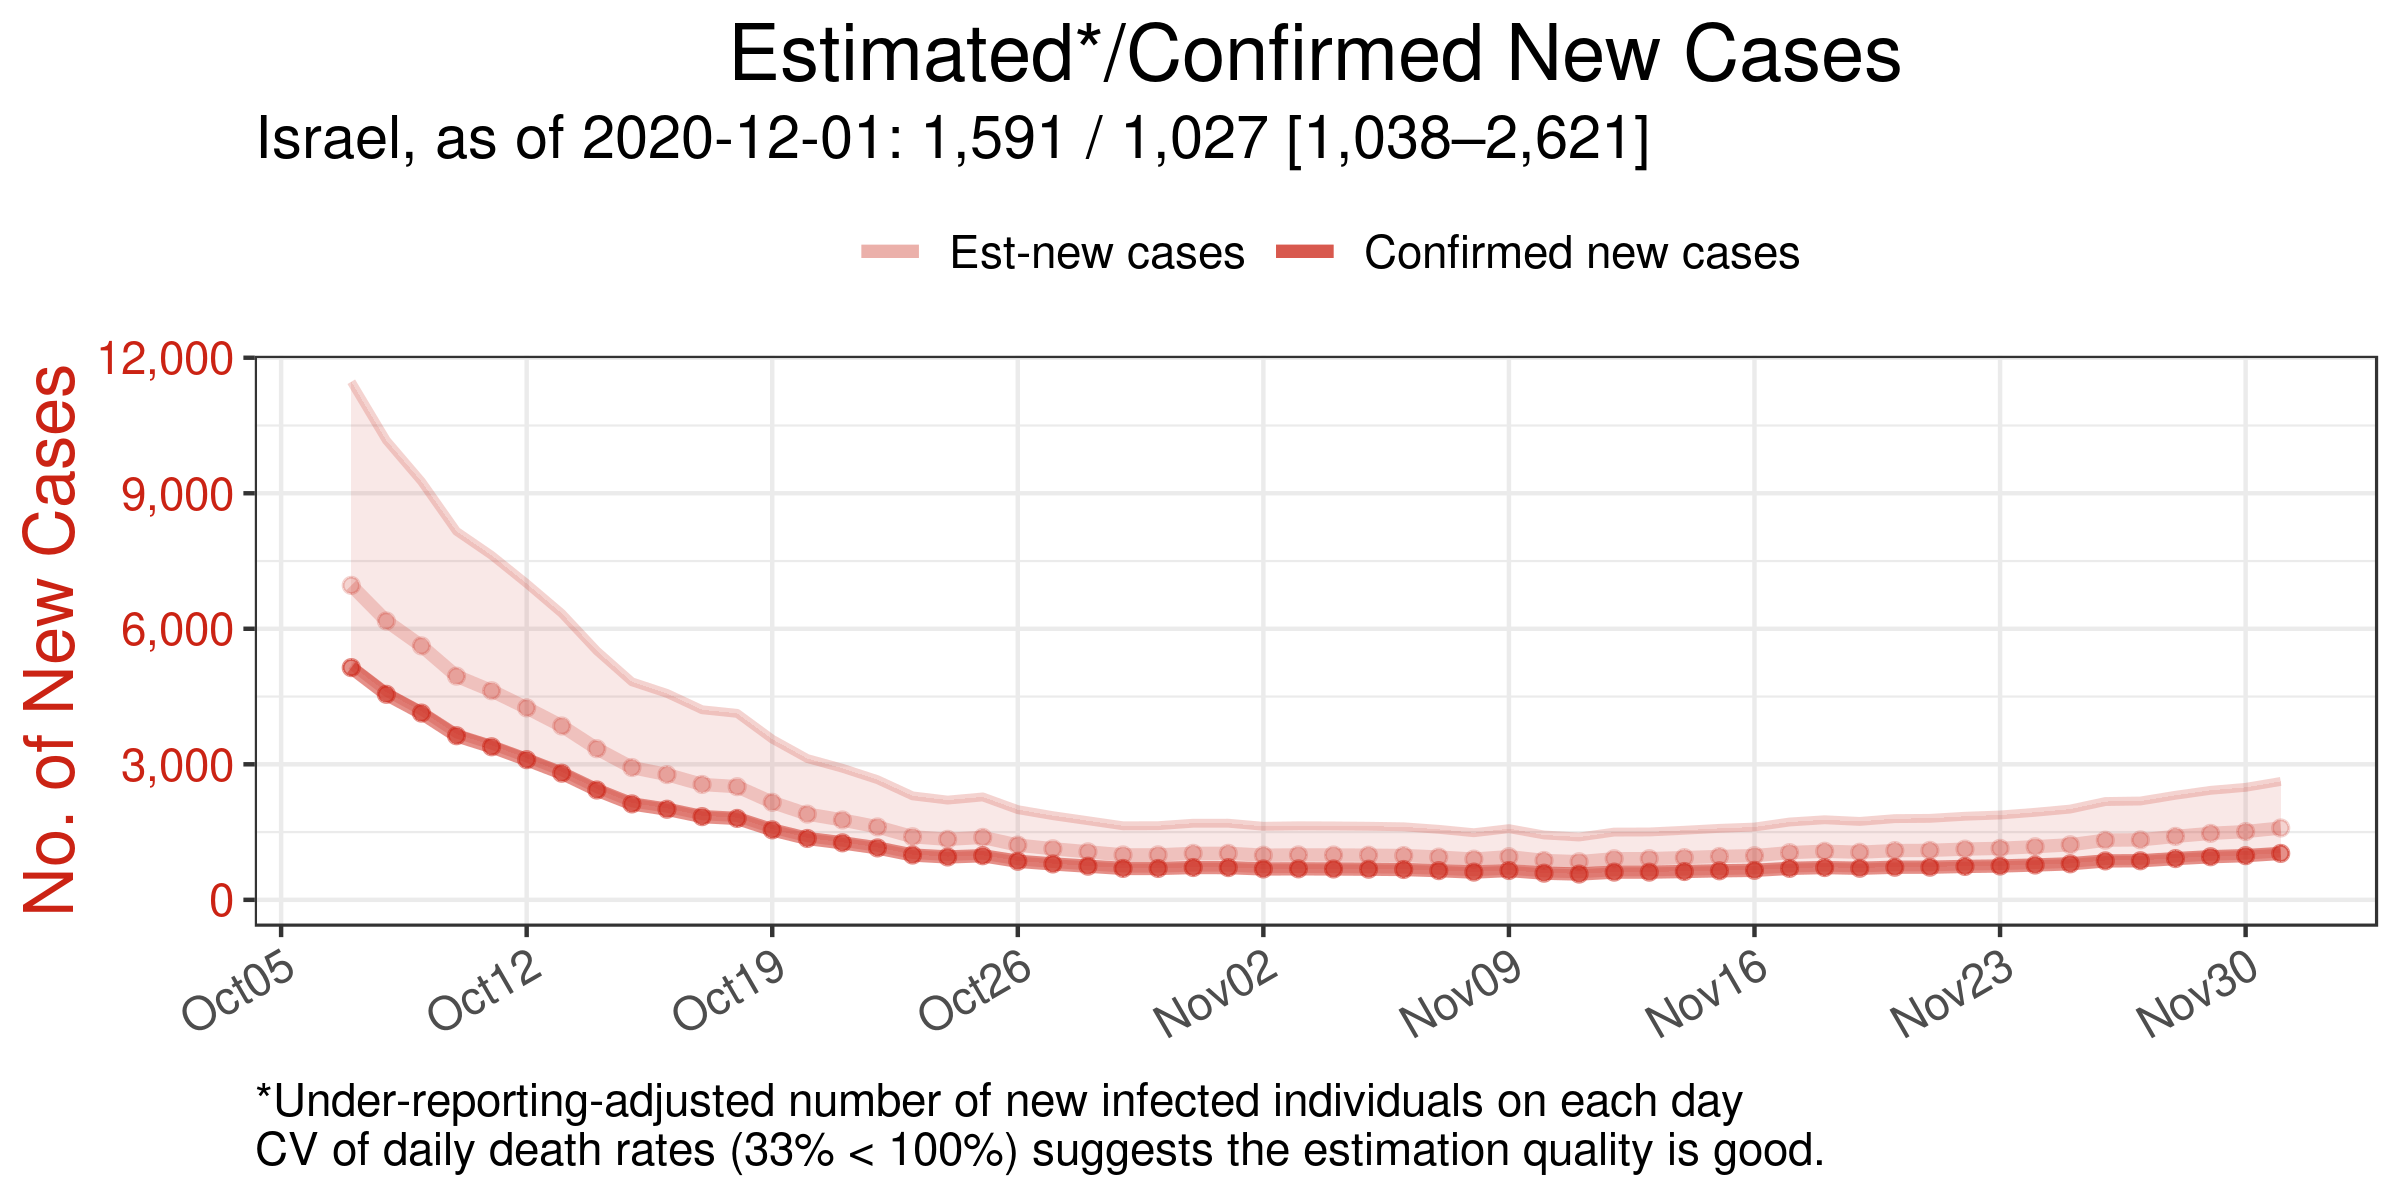 Estimated*/Confirmed New Cases
Israel, as of 2020-12-01: 1,591 / 1,027 [1,038–2,621]
Est-new cases Confirmed new cases
No. of New Cases
12,000
9,000
6,000
3,000
0
Oct05 Oct12 Oct19 Oct26 Nov02 Nov09 Nov16 Nov23 Nov30
*Under-reporting-adjusted number of new infected individuals on each day
CV of daily death rates (33% < 100%) suggests the estimation quality is good.